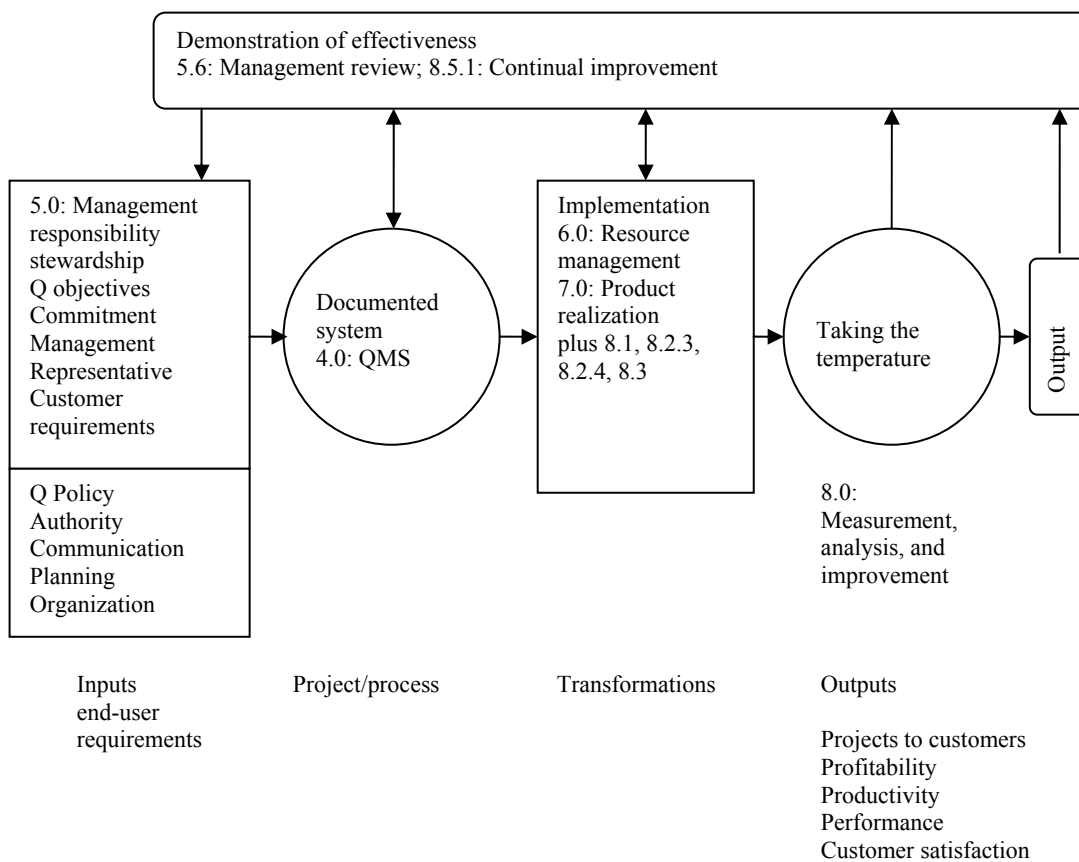 Demonstration of effectiveness
5.6: Management review; 8.5.1: Continual improvement
5.0: Management
responsibility
stewardship
Q objectives
Commitment
Management
Representative
Customer
requirements
Q Policy
Authority
Communication
Planning
Organization
Documented
system
4.0: QMS
Implementation
6.0: Resource
management
7.0: Product
realization
plus 8.1, 8.2.3,
8.2.4, 8.3
Taking the
temperature
8.0:
Measurement,
analysis, and
improvement
Output
Inputs
end-user
requirements
Project/process
Transformations
Outputs
Projects to customers
Profitability
Productivity
Performance
Customer satisfaction